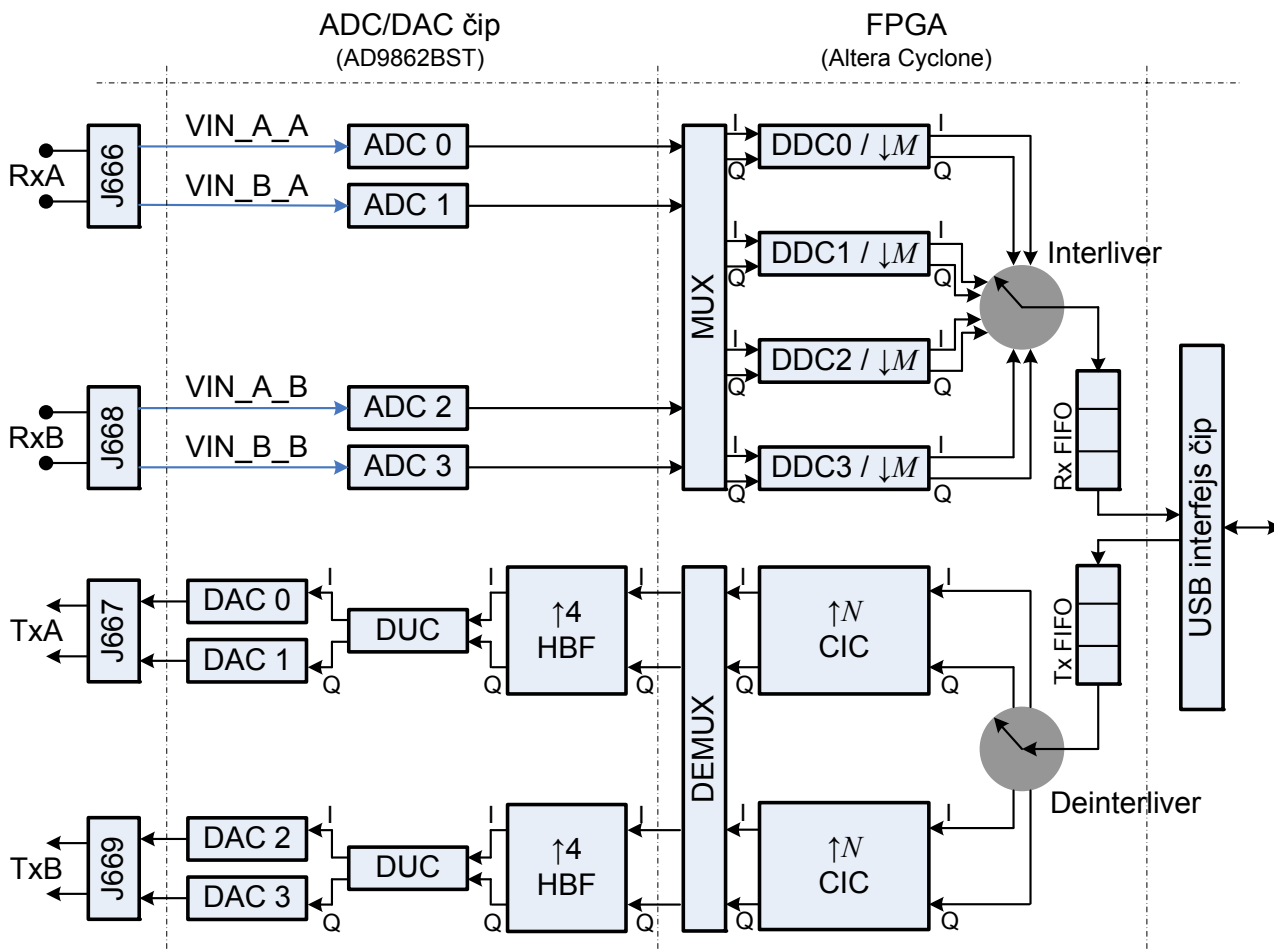 ADC/DAC čip
(AD9862BST)
FPGA
(Altera Cyclone)
RxA
J666
VIN_A_A
ADC 0
VIN_B_A
ADC 1
RxB
J668
VIN_A_B
ADC 2
VIN_B_B
ADC 3
MUX
I
Q
DDC0 / ↓M
I
Q
I
Q
DDC1 / ↓M
I
Q
I
Q
DDC2 / ↓M
I
Q
I
Q
DDC3 / ↓M
I
Q
Interliver
Rx FIFO
USB interfejs čip
TxA
J667
DAC 0
DAC 1
I
Q
DUC
I
Q
↑4
HBF
I
Q
DEMUX
I
Q
↑N
CIC
I
Q
Tx FIFO
Deinterliver
TxB
J669
DAC 2
DAC 3
I
Q
DUC
I
Q
↑4
HBF
I
Q
I
Q
↑N
CIC
I
Q